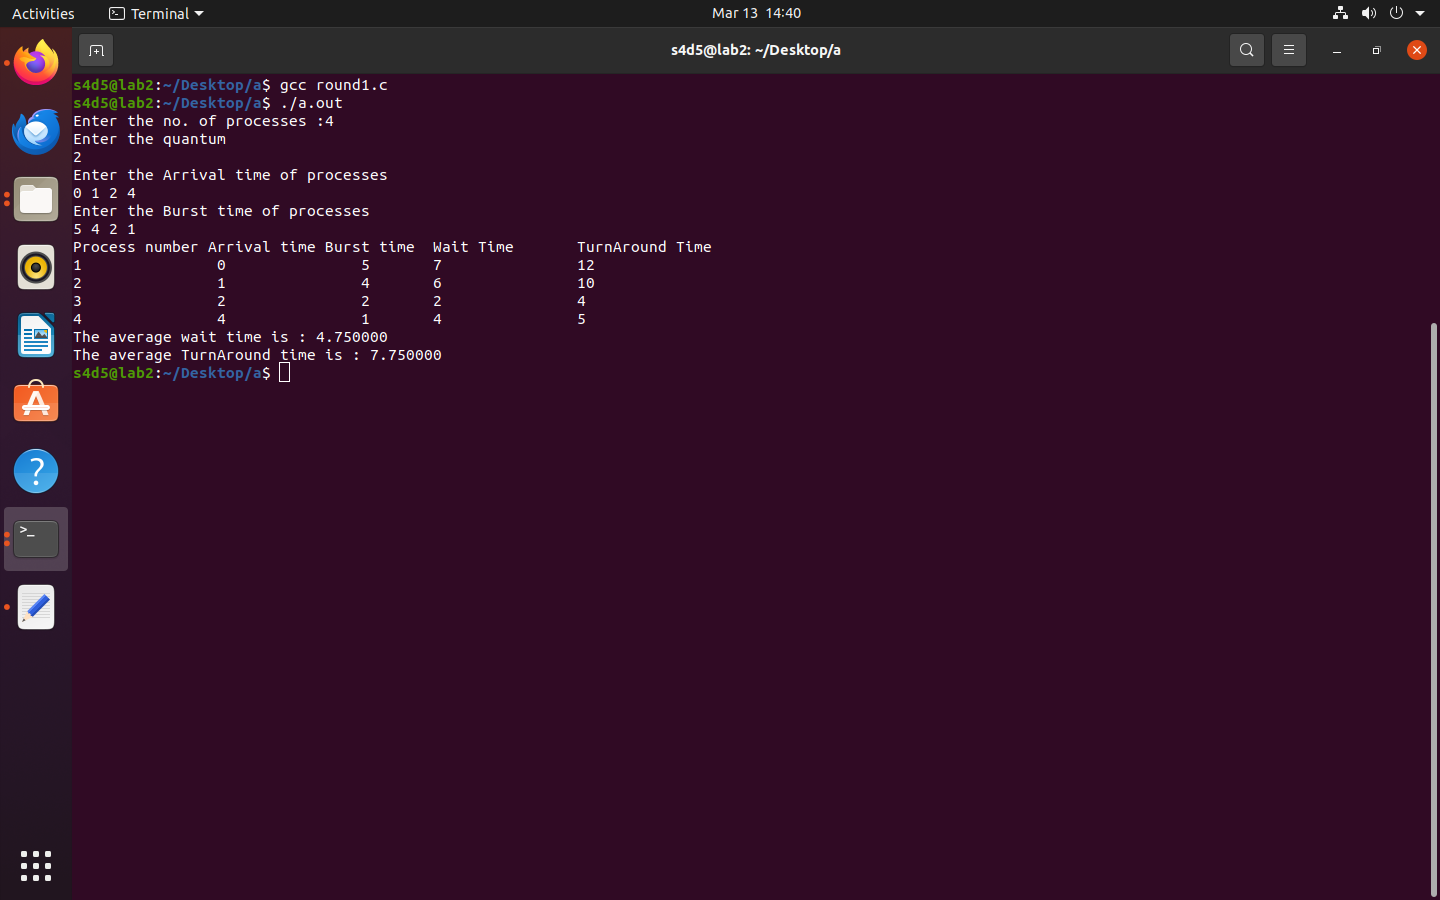 Activities Terminal Mar 13 14:40
s4d5@lab2: ~/Desktop/a
s4d5@lab2:~/Desktop/a$ gcc round1.c
s4d5@lab2:~/Desktop/a$ ./a.out
Enter the no. of processes :4
Enter the quantum
2
Enter the Arrival time of processes
0 1 2 4
Enter the Burst time of processes
5 4 2 1
Process number Arrival time Burst time Wait Time TurnAround Time
1 0 5 7 12
2 1 4 6 10
3 2 2 2 4
4 4 1 4 5
The average wait time is : 4.750000
The average TurnAround time is : 7.750000
s4d5@lab2:~/Desktop/a$